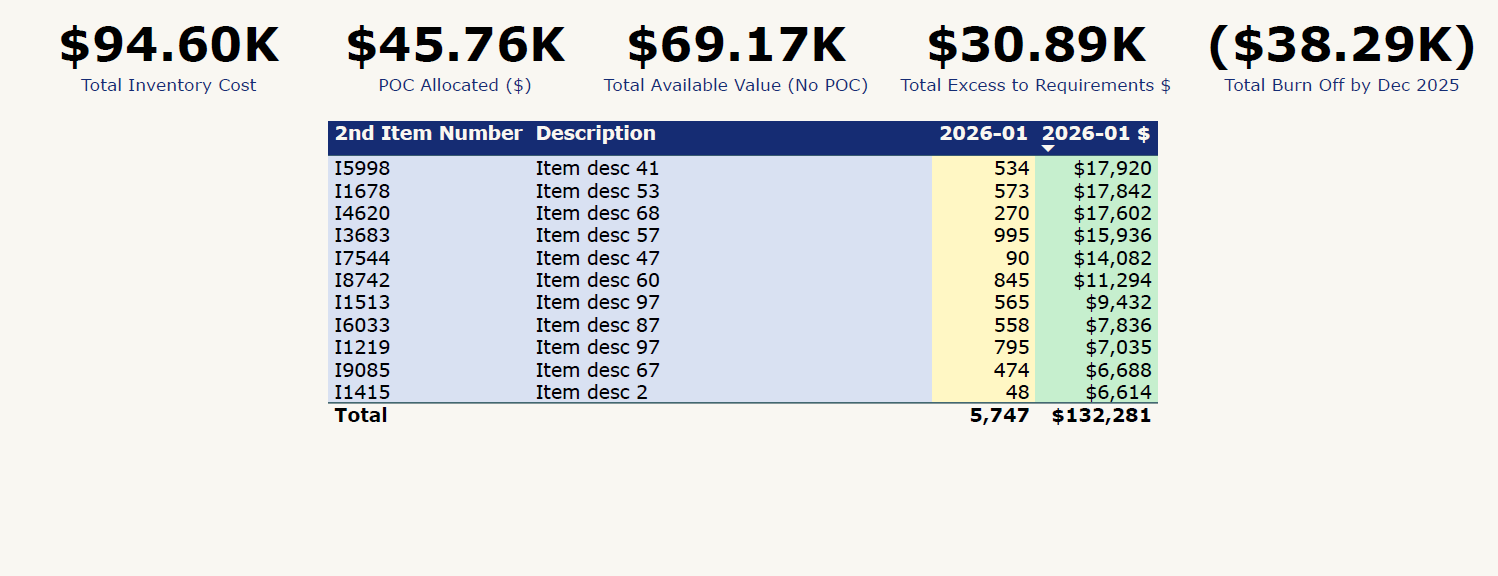 $94.60K $45.76K $69.17K $30.89K ($38.29K)
Total Inventory Cost POC Allocated ($) Total Available Value (No POC) Total Excess to Requirements $ Total Burn Off by Dec 2025
2nd Item Number Description 2026-01 2026-01 $
I5998 Item desc 41 534 $17,920
I1678 Item desc 53 573 $17,842
I4620 Item desc 68 270 $17,602
I3683 Item desc 57 995 $15,936
I7544 Item desc 47 90 $14,082
I8742 Item desc 60 845 $11,294
I1513 Item desc 97 565 $9,432
I6033 Item desc 87 558 $7,836
I1219 Item desc 97 795 $7,035
I9085 Item desc 67 474 $6,688
I1415 Item desc 2 48 $6,614
Total 5,747 $132,281